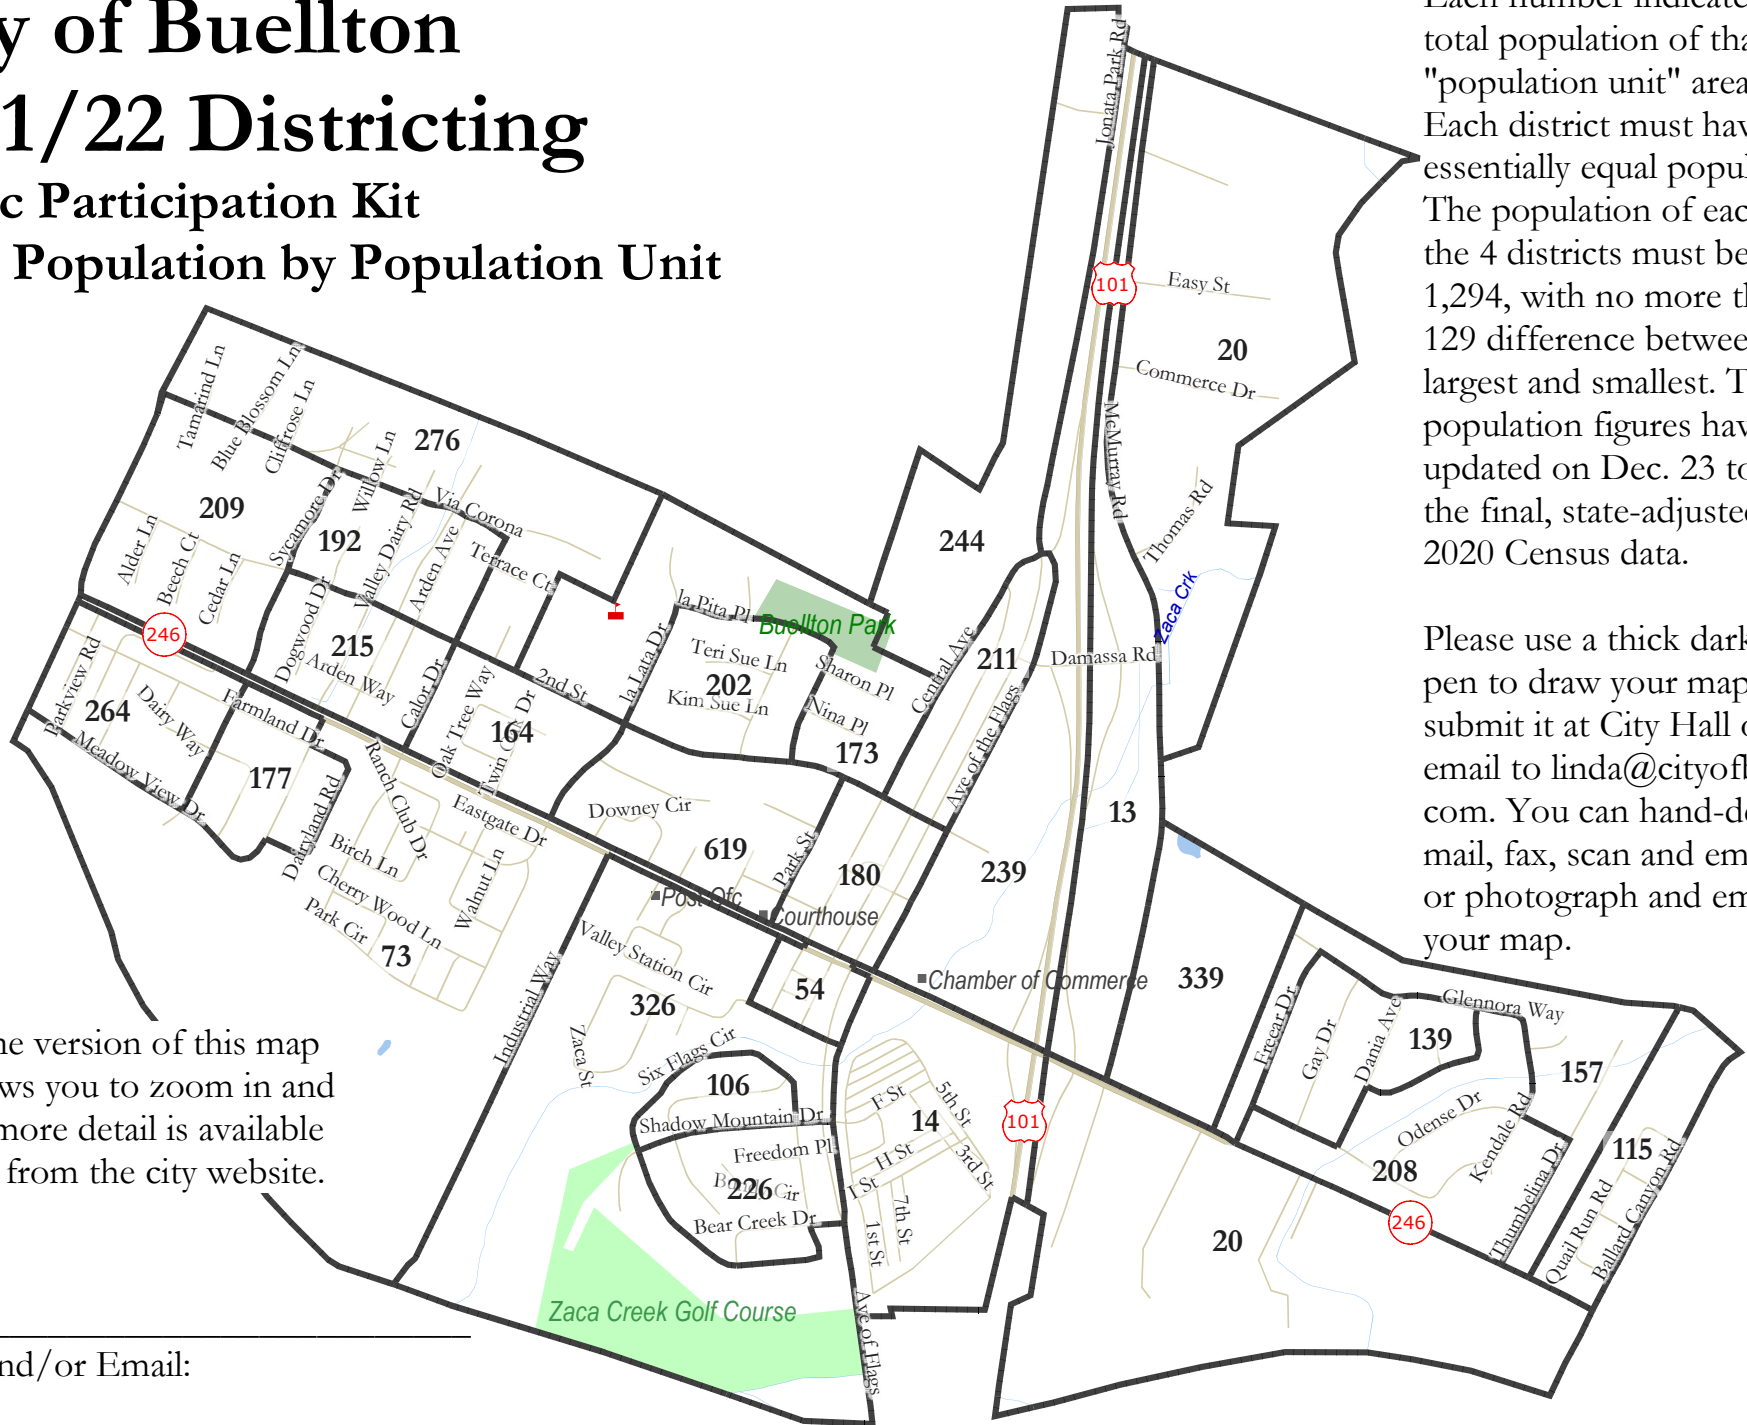 y of Buellton
1/22 Districting
c Participation Kit
Population by Population Unit
total population of tha
"population unit" area
Each district must hav
essentially equal popul
The population of eac
the 4 districts must be
1,294, with no more th
129 difference betwee
largest and smallest. T
population figures hav
updated on Dec. 23 to
the final, state-adjusted
2020 Census data.
Please use a thick dark
pen to draw your map
submit it at City Hall o
email to linda@cityofb
com. You can hand-de
mail, fax, scan and em
or photograph and em
your map.
Jonata Park Rd
101
Easy St
20
Commerce Dr
McMurray Rd
Thomas Rd
Zaca Crk
Tamarind Ln
Blue Blossom Ln
Cliffrose Ln
276
209
Sycamore Dr
Willow Ln
Via Corona
192
Valley Dairy Rd
Arden Ave
Terrace Ct
244
Alder Ln
Beech Ct
Cedar Ln
Dogwood Dr
la Pita Pl
Buellton Park
246
215
Arden Way
Calor Dr
2nd St
la Lata Dr
Teri Sue Ln
202
Kim Sue Ln
Sharon Pl
Nina Pl
173
Central Ave
211
Damassa Rd
Ave of the Flags
Parkview Rd
264
Dairy Way
Farmland Dr
Meadow View Dr
177
Dairyland Rd
Ranch Club Dr
Oak Tree Way
164
Eastgate Dr
Downey Cir
619
Park St
180
239
13
Birch Ln
Cherry Wood Ln
Park Cir
73
Walnut Ln
Post Ofc
Courthouse
Chamber of Commerce
339
Valley Station Cir
Industrial Way
326
54
Zaca St
Six Flags Cir
106
Shadow Mountain Dr
Freedom Pl
226
Cir
Bear Creek Dr
F St
5th St
14
H St
3rd St
I St
7th St
1st St
101
Ave of Flags
Zaca Creek Golf Course
Freear Dr
Gay Dr
Dania Ave
139
Glennora Way
157
Odense Dr
Kendale Rd
208
246
Thumbelina Dr
115
Quail Run Rd
Ballard Canyon Rd
20
ne version of this map
ws you to zoom in and
more detail is available
from the city website.
nd/or Email: